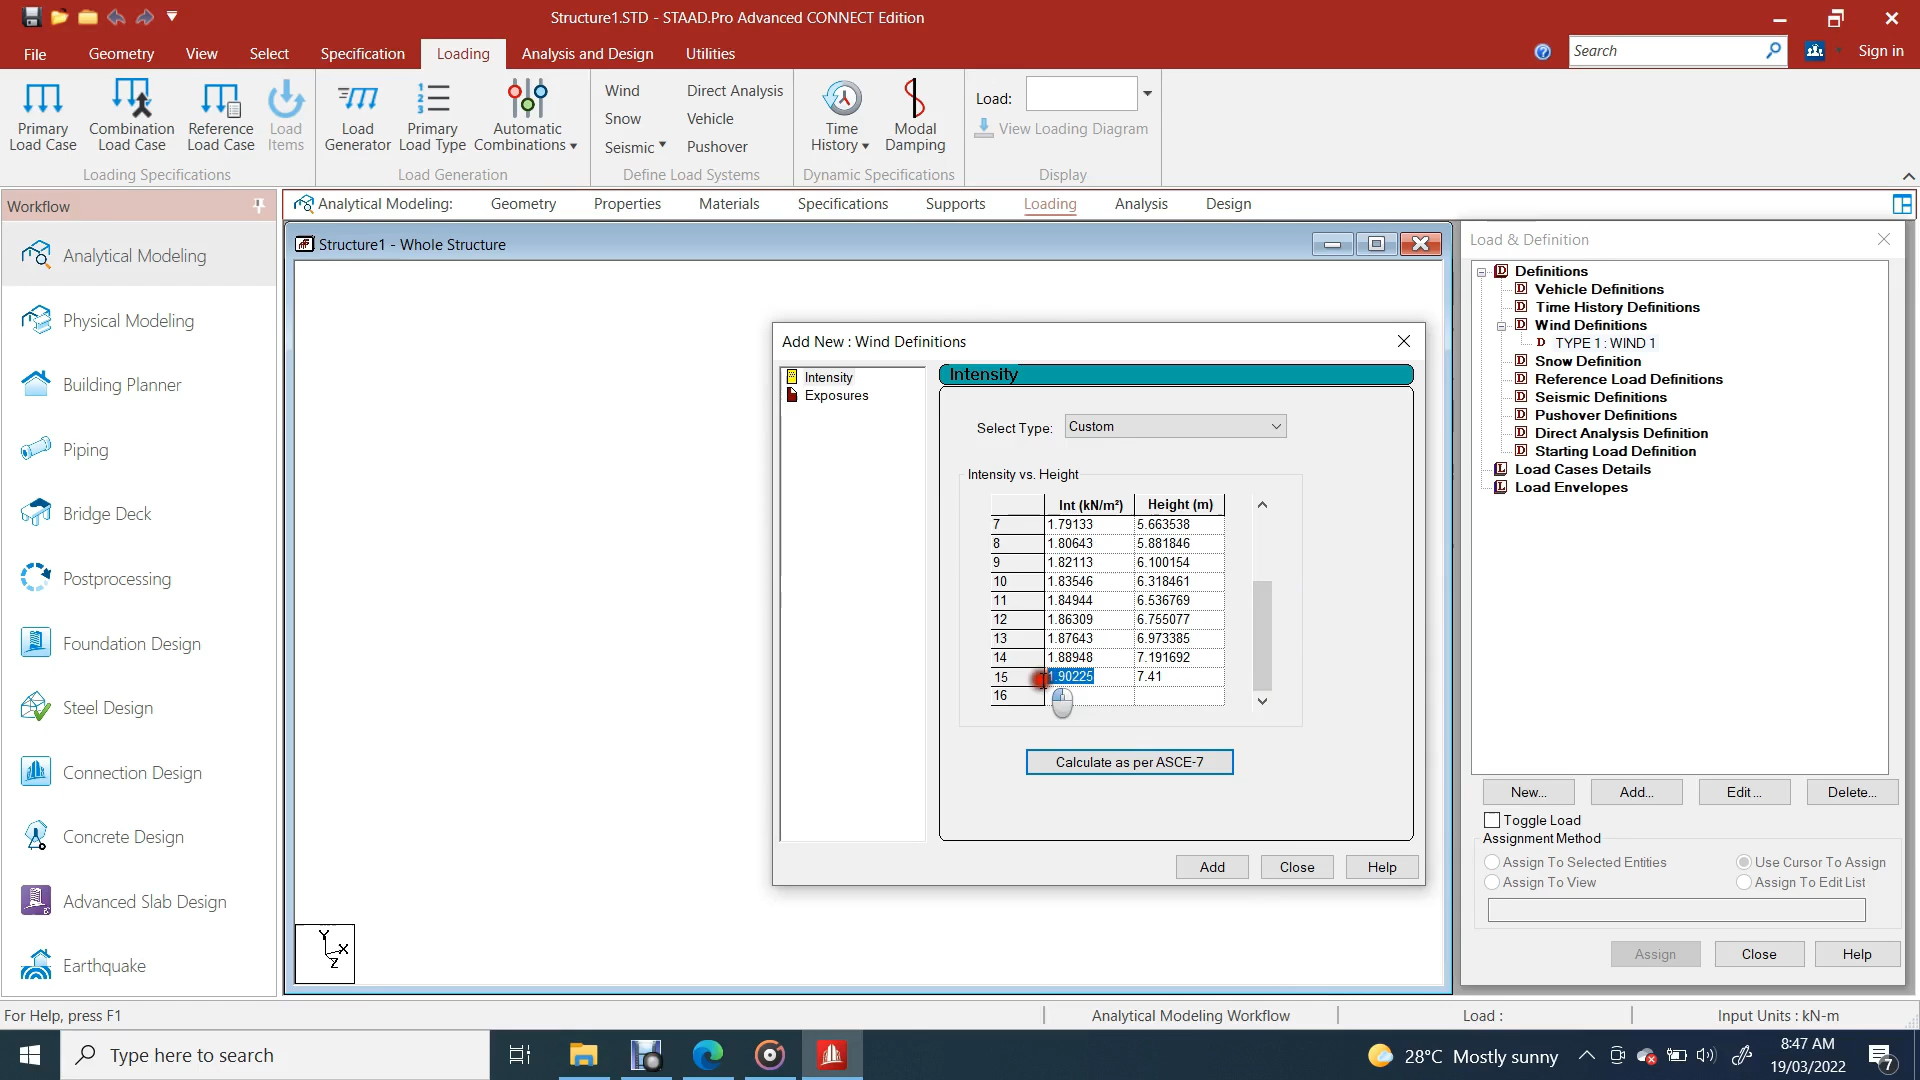 Structure1.STD - STAAD.Pro Advanced CONNECT Edition
File Geometry View Select Specification Loading Analysis and Design Utilities
Search
Sign in
Primary Load Case
Combination Load Case
Reference Load Case
Load Items
Loading Specifications
Load Generator
Primary Load Type
Automatic Combinations
Load Generation
Wind
Snow
Seismic
Direct Analysis
Vehicle
Pushover
Define Load Systems
Time History
Modal Damping
Dynamic Specifications
Load:
View Loading Diagram
Display
Workflow
Analytical Modeling
Physical Modeling
Building Planner
Piping
Bridge Deck
Postprocessing
Foundation Design
Steel Design
Connection Design
Concrete Design
Advanced Slab Design
Earthquake
Analytical Modeling: Geometry Properties Materials Specifications Supports Loading Analysis Design
Structure1 - Whole Structure
Y
X
Z
Add New : Wind Definitions
Intensity
Exposures
Intensity
Select Type: Custom
Intensity vs. Height
Int (kN/m²) Height (m)
7 1.79133 5.663538
8 1.80643 5.881846
9 1.82113 6.100154
10 1.83546 6.318461
11 1.84944 6.536769
12 1.86309 6.755077
13 1.87643 6.973385
14 1.88948 7.191692
15 1.90225 7.41
16
Calculate as per ASCE-7
Add Close Help
Load & Definition
Definitions
Vehicle Definitions
Time History Definitions
Wind Definitions
TYPE 1 : WIND 1
Snow Definition
Reference Load Definitions
Seismic Definitions
Pushover Definitions
Direct Analysis Definition
Starting Load Definition
Load Cases Details
Load Envelopes
New... Add... Edit... Delete...
Toggle Load
Assignment Method
Assign To Selected Entities Use Cursor To Assign
Assign To View Assign To Edit List
Assign Close Help
For Help, press F1
Analytical Modeling Workflow
Load :
Input Units : kN-m
Type here to search
28°C Mostly sunny
8:47 AM
19/03/2022
7